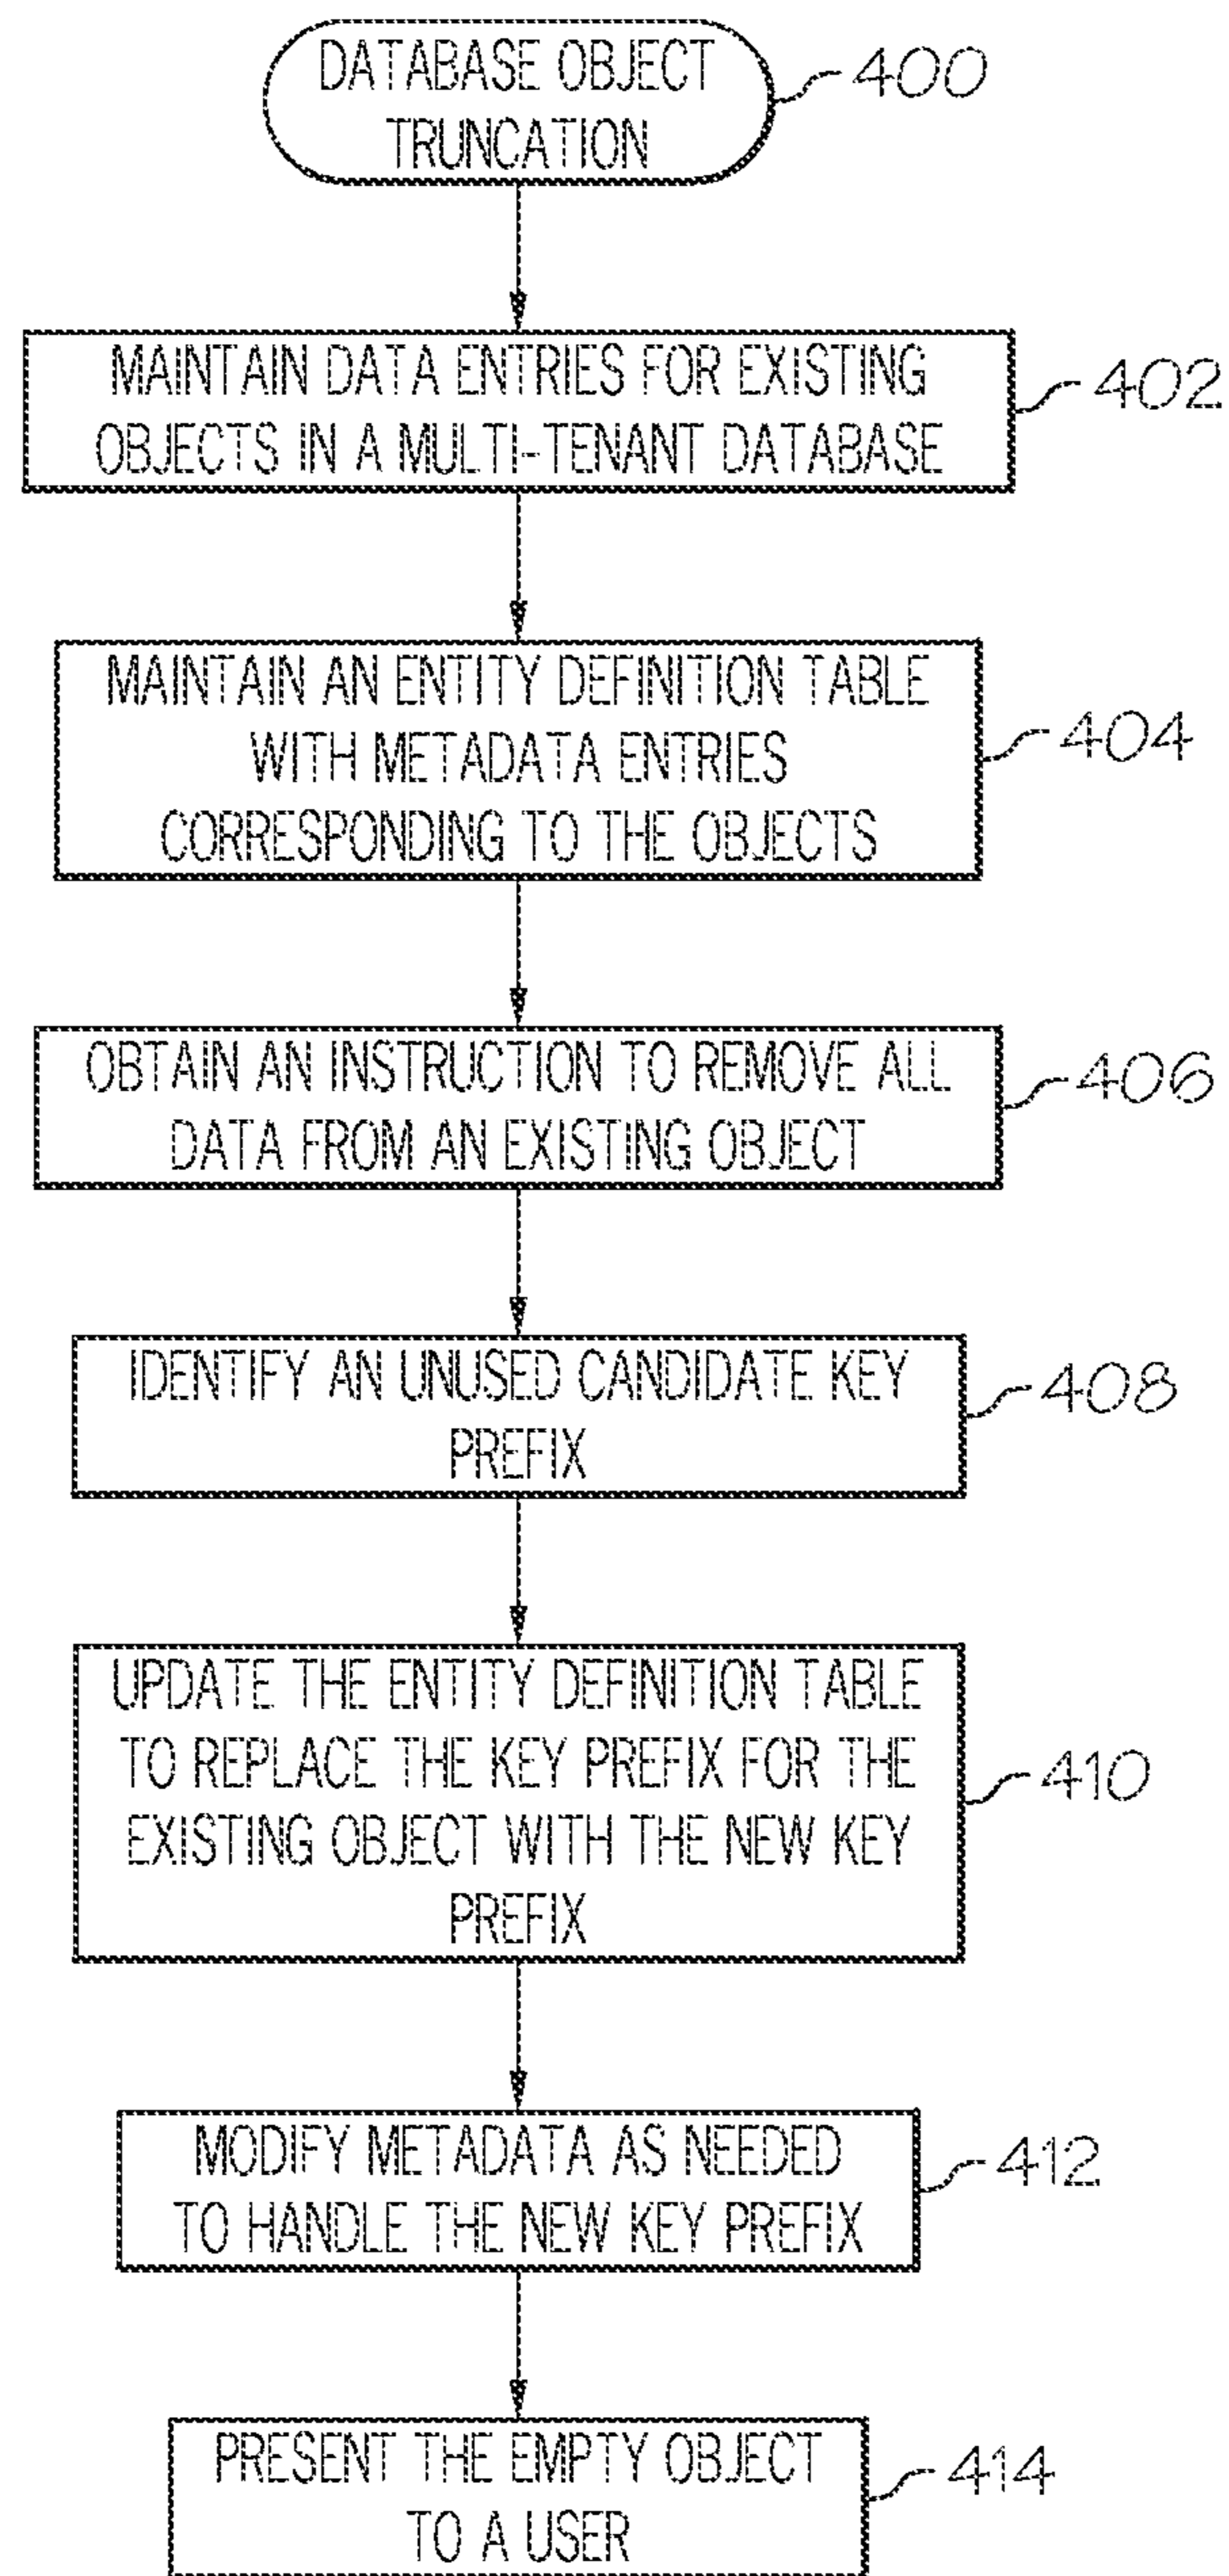 DATABASE OBJECT
TRUNCATION
400
MAINTAIN DATA ENTRIES FOR EXISTING
OBJECTS IN A MULTI-TENANT DATABASE
402
MAINTAIN AN ENTITY DEFINITION TABLE
WITH METADATA ENTRIES
CORRESPONDING TO THE OBJECTS
404
OBTAIN AN INSTRUCTION TO REMOVE ALL
DATA FROM AN EXISTING OBJECT
406
IDENTIFY AN UNUSED CANDIDATE KEY
PREFIX
408
UPDATE THE ENTITY DEFINITION TABLE
TO REPLACE THE KEY PREFIX FOR THE
EXISTING OBJECT WITH THE NEW KEY
PREFIX
410
MODIFY METADATA AS NEEDED
TO HANDLE THE NEW KEY PREFIX
412
PRESENT THE EMPTY OBJECT
TO A USER
414